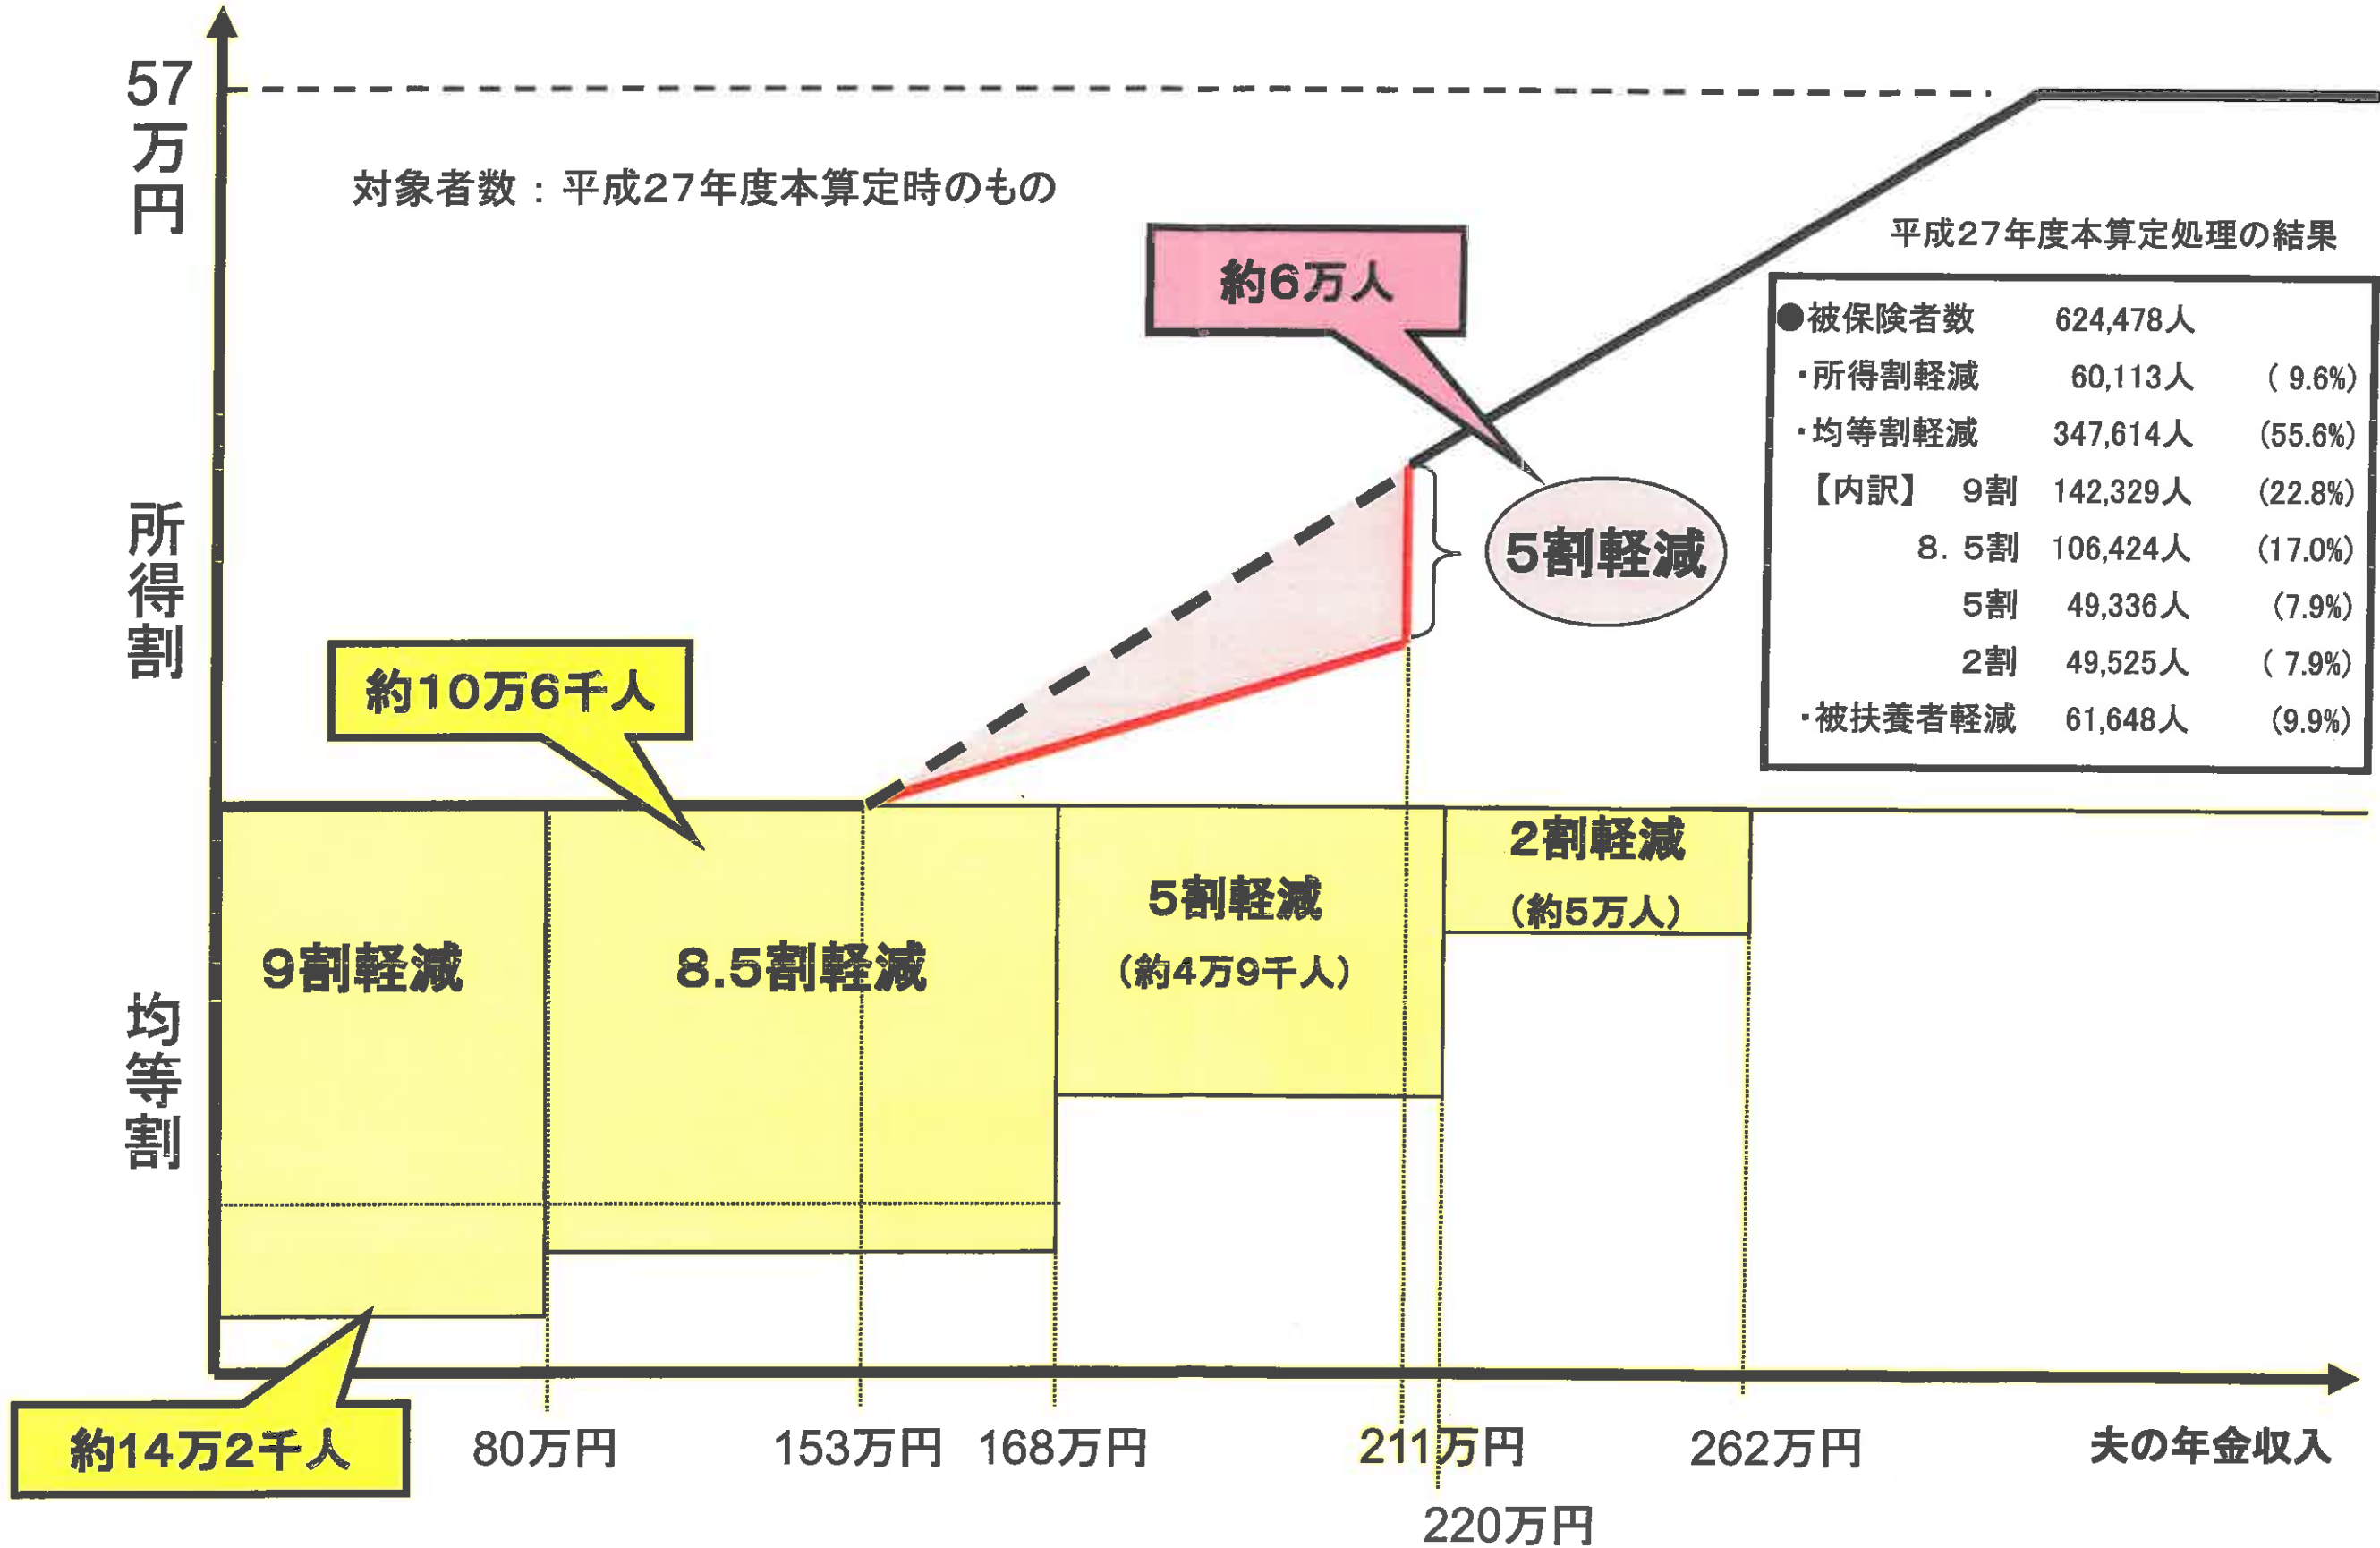 57万円
対象者数：平成27年度本算定時のもの
平成27年度本算定処理の結果
約6万人
●被保険者数　624,478人
・所得割軽減　60,113人　( 9.6%)
・均等割軽減　347,614人　(55.6%)
【内訳】　9割　142,329人　(22.8%)
8．5割　106,424人　(17.0%)
5割　49,336人　(7.9%)
2割　49,525人　( 7.9%)
・被扶養者軽減　61,648人　(9.9%)
所得割
5割軽減
約10万6千人
2割軽減
（約5万人）
5割軽減
（約4万9千人）
9割軽減
8.5割軽減
均等割
約14万2千人
80万円
153万円
168万円
211万円
262万円
夫の年金収入
220万円